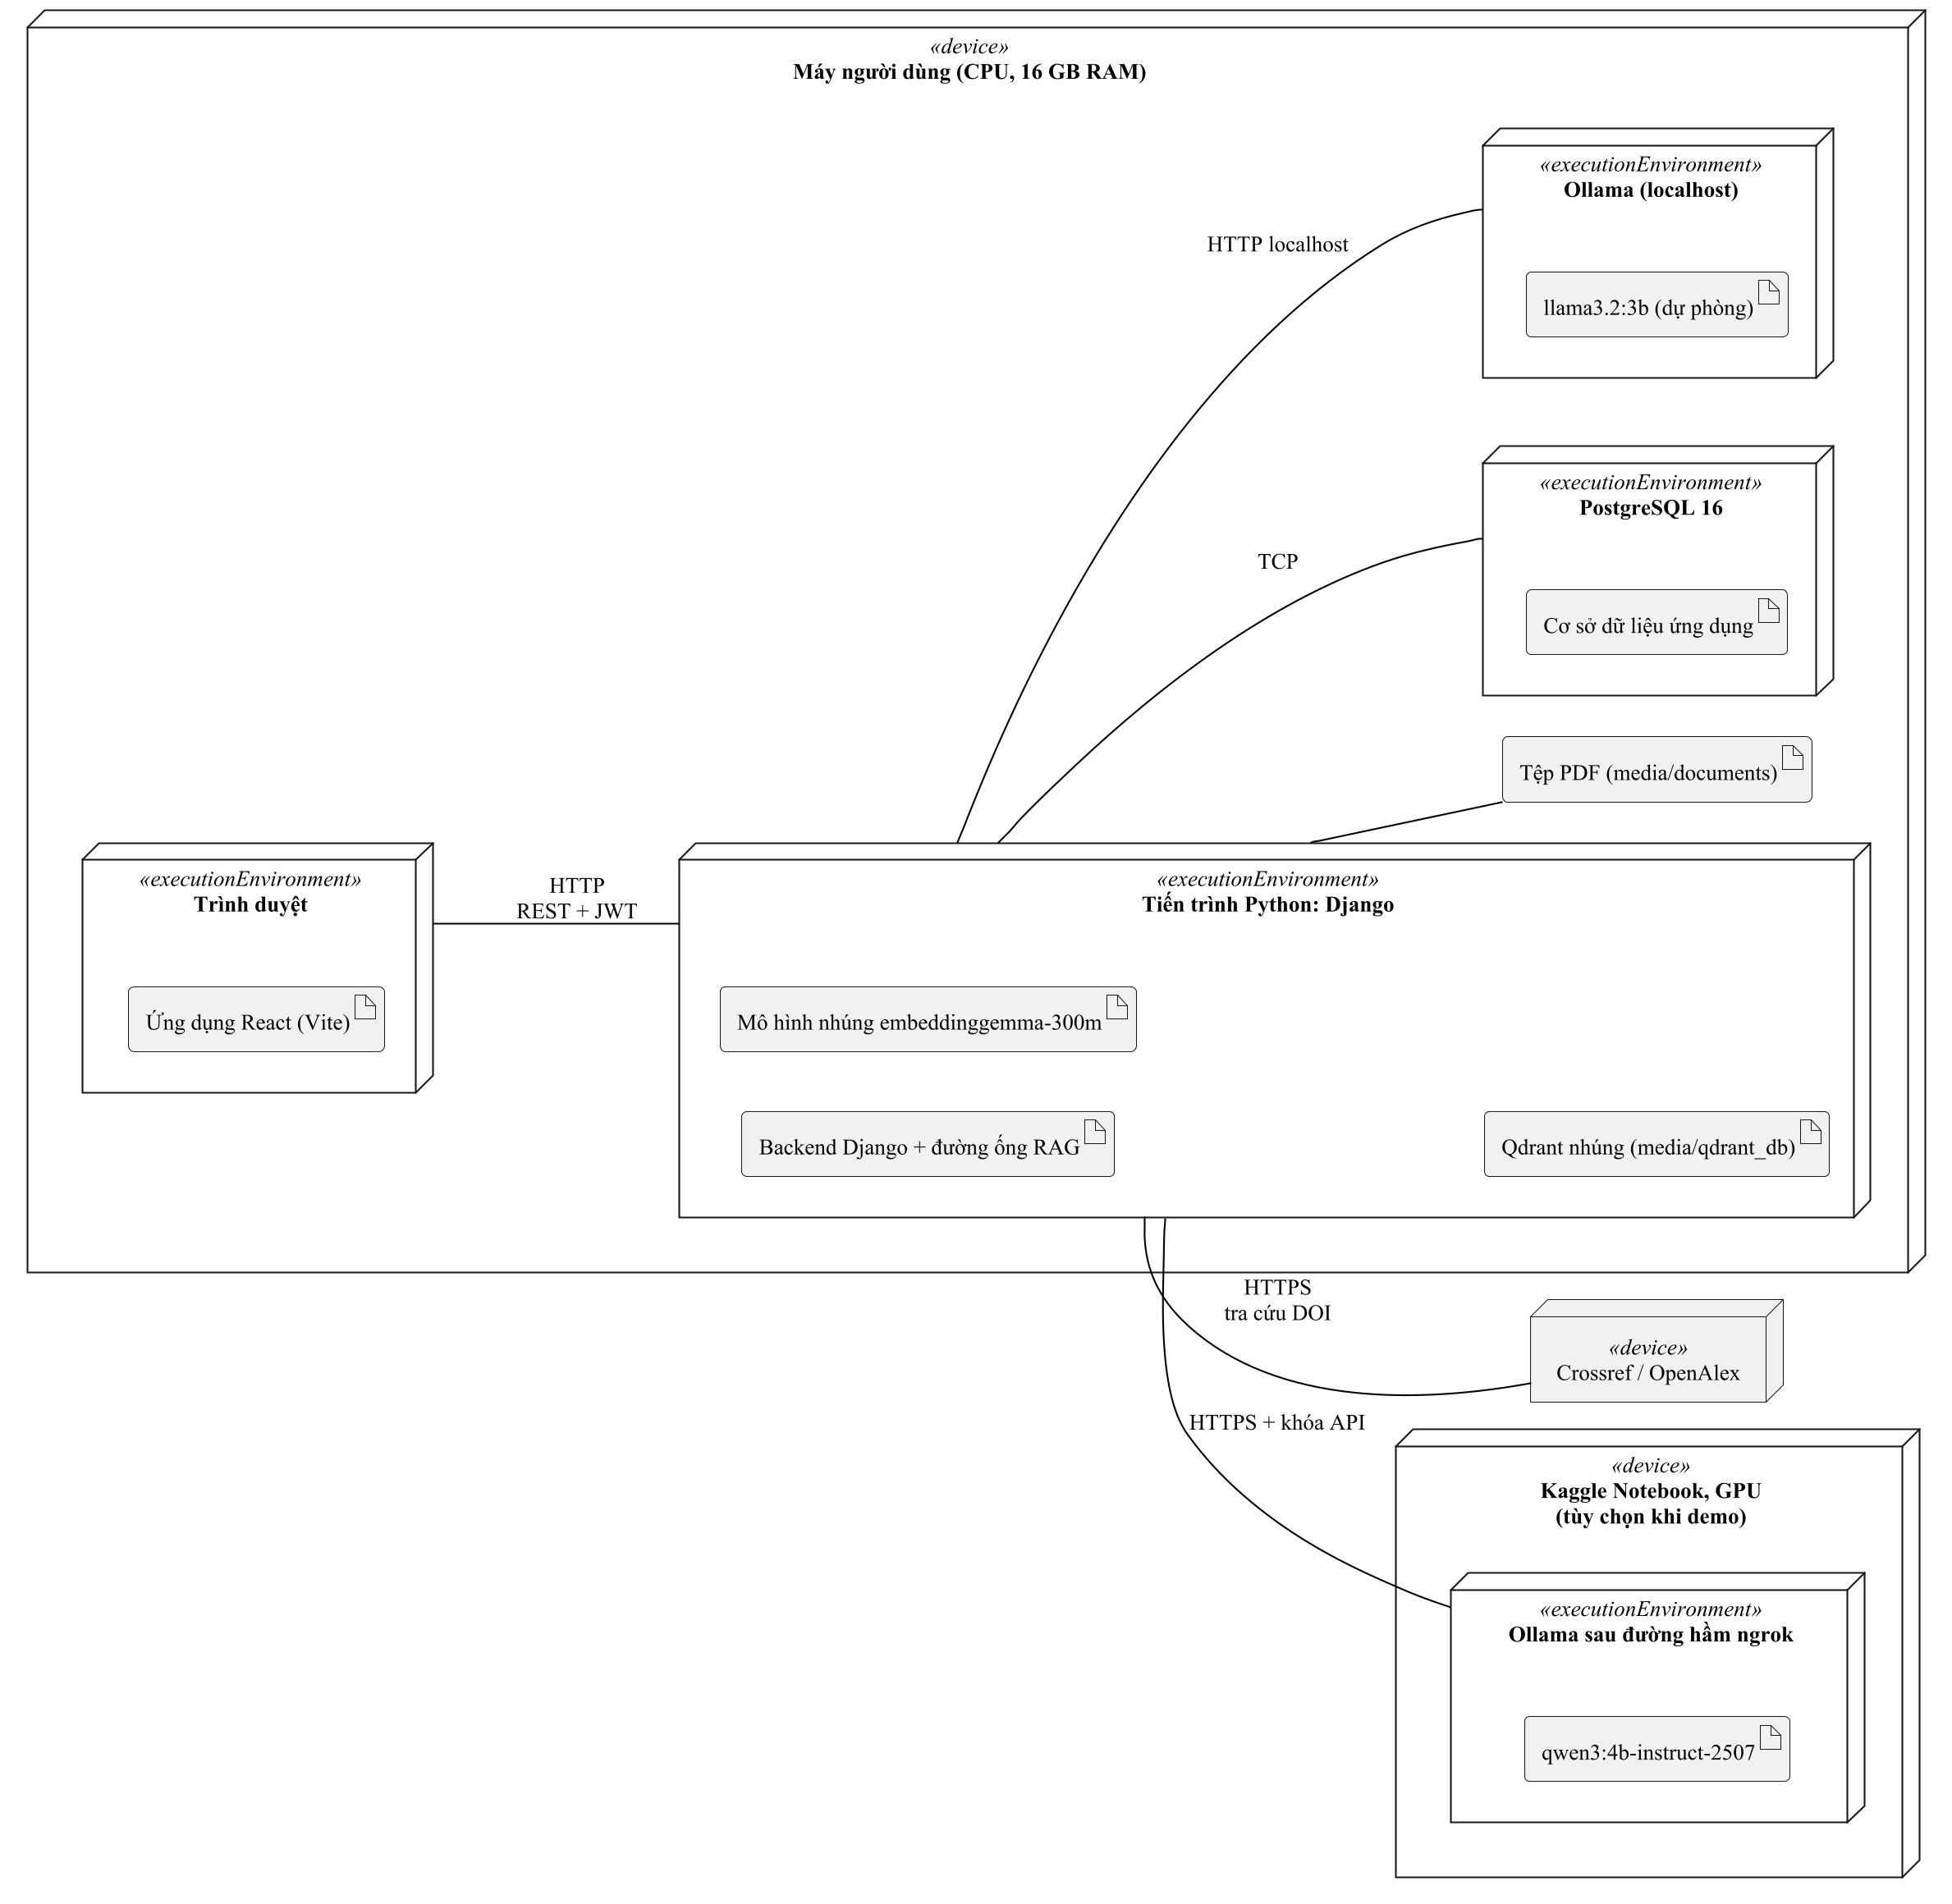 «device»
Máy người dùng (CPU, 16 GB RAM)
«executionEnvironment»
Ollama (localhost)
HTTP localhost
llama3.2:3b (dự phòng)
«executionEnvironment»
PostgreSQL 16
TCP
Cơ sở dữ liệu ứng dụng
Tệp PDF (media/documents)
«executionEnvironment»
Trình duyệt
HTTP
REST + JWT
«executionEnvironment»
Tiến trình Python: Django
Ứng dụng React (Vite)
Mô hình nhúng embeddinggemma-300m
Backend Django + đường ống RAG
Qdrant nhúng (media/qdrant_db)
HTTPS
tra cứu DOI
«device»
Crossref / OpenAlex
HTTPS + khóa API
«device»
Kaggle Notebook, GPU
(tùy chọn khi demo)
«executionEnvironment»
Ollama sau đường hầm ngrok
qwen3:4b-instruct-2507